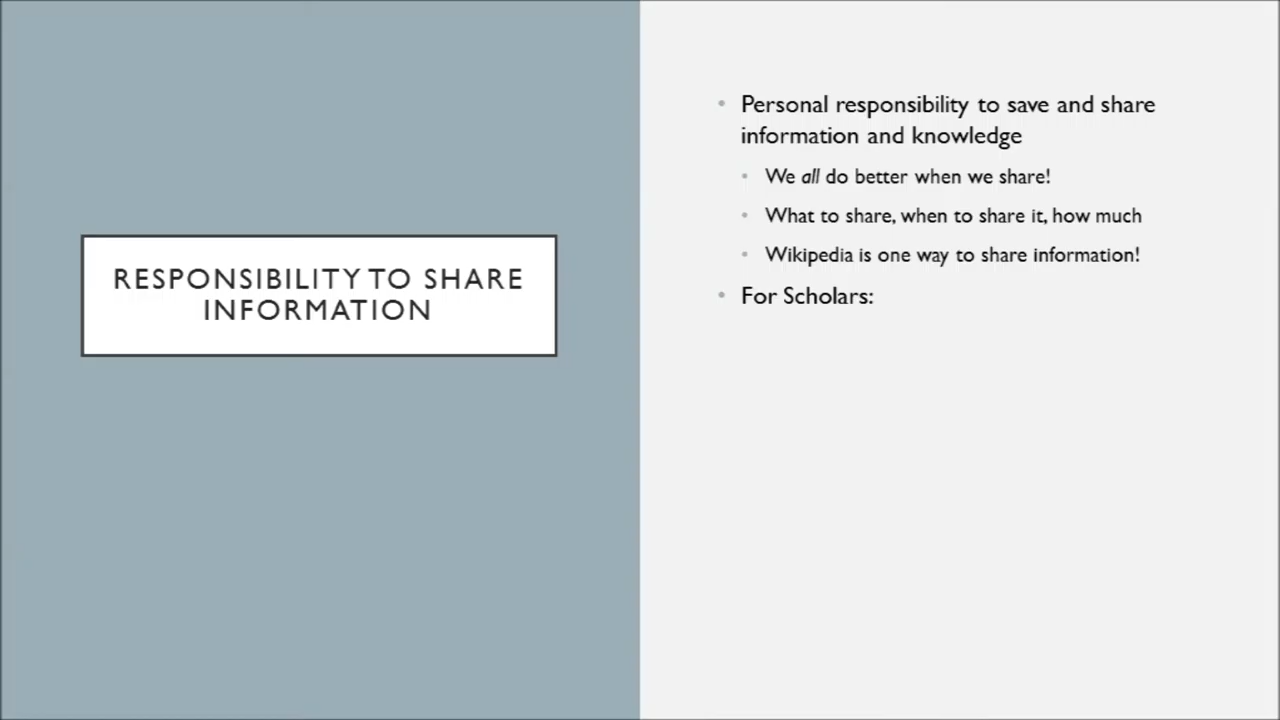 RESPONSIBILITY TO SHARE
INFORMATION
Personal responsibility to save and share
information and knowledge
We all do better when we share!
What to share, when to share it, how much
Wikipedia is one way to share information!
For Scholars: